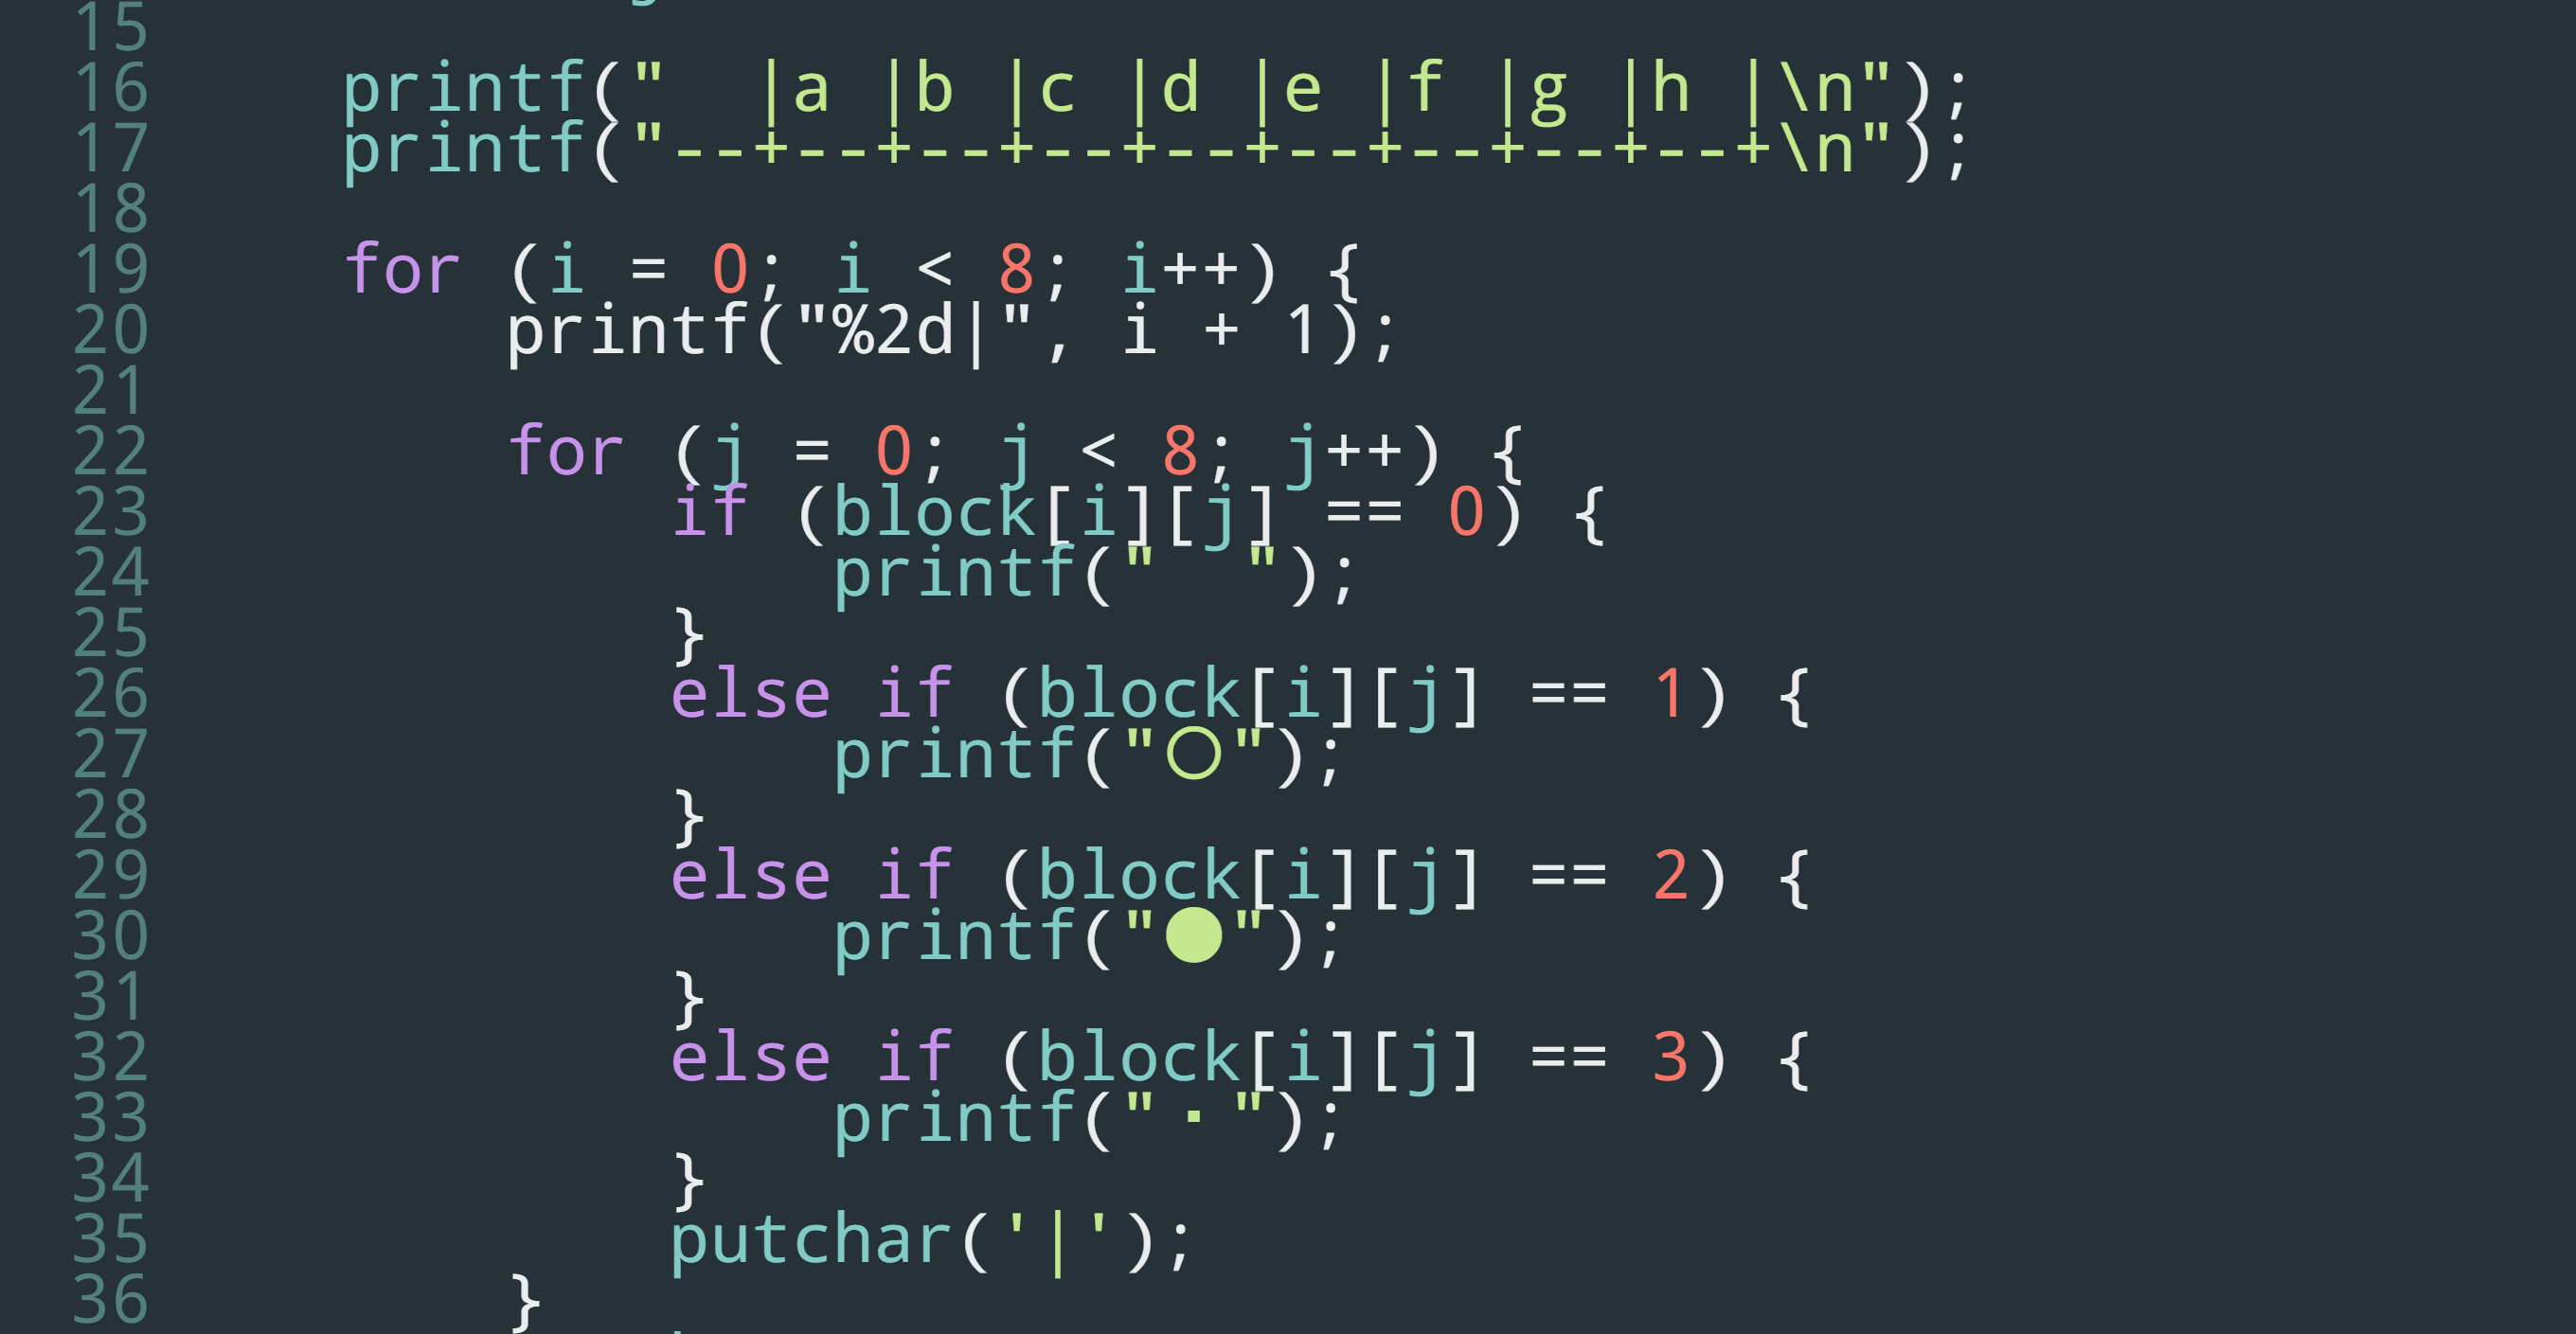 15
16     printf("  |a |b |c |d |e |f |g |h |\n");
17     printf("--+--+--+--+--+--+--+--+--+\n");
18
19     for (i = 0; i < 8; i++) {
20         printf("%2d|", i + 1);
21
22         for (j = 0; j < 8; j++) {
23             if (block[i][j] == 0) {
24                 printf("  ");
25             }
26             else if (block[i][j] == 1) {
27                 printf("○");
28             }
29             else if (block[i][j] == 2) {
30                 printf("●");
31             }
32             else if (block[i][j] == 3) {
33                 printf("・");
34             }
35             putchar('|');
36         }